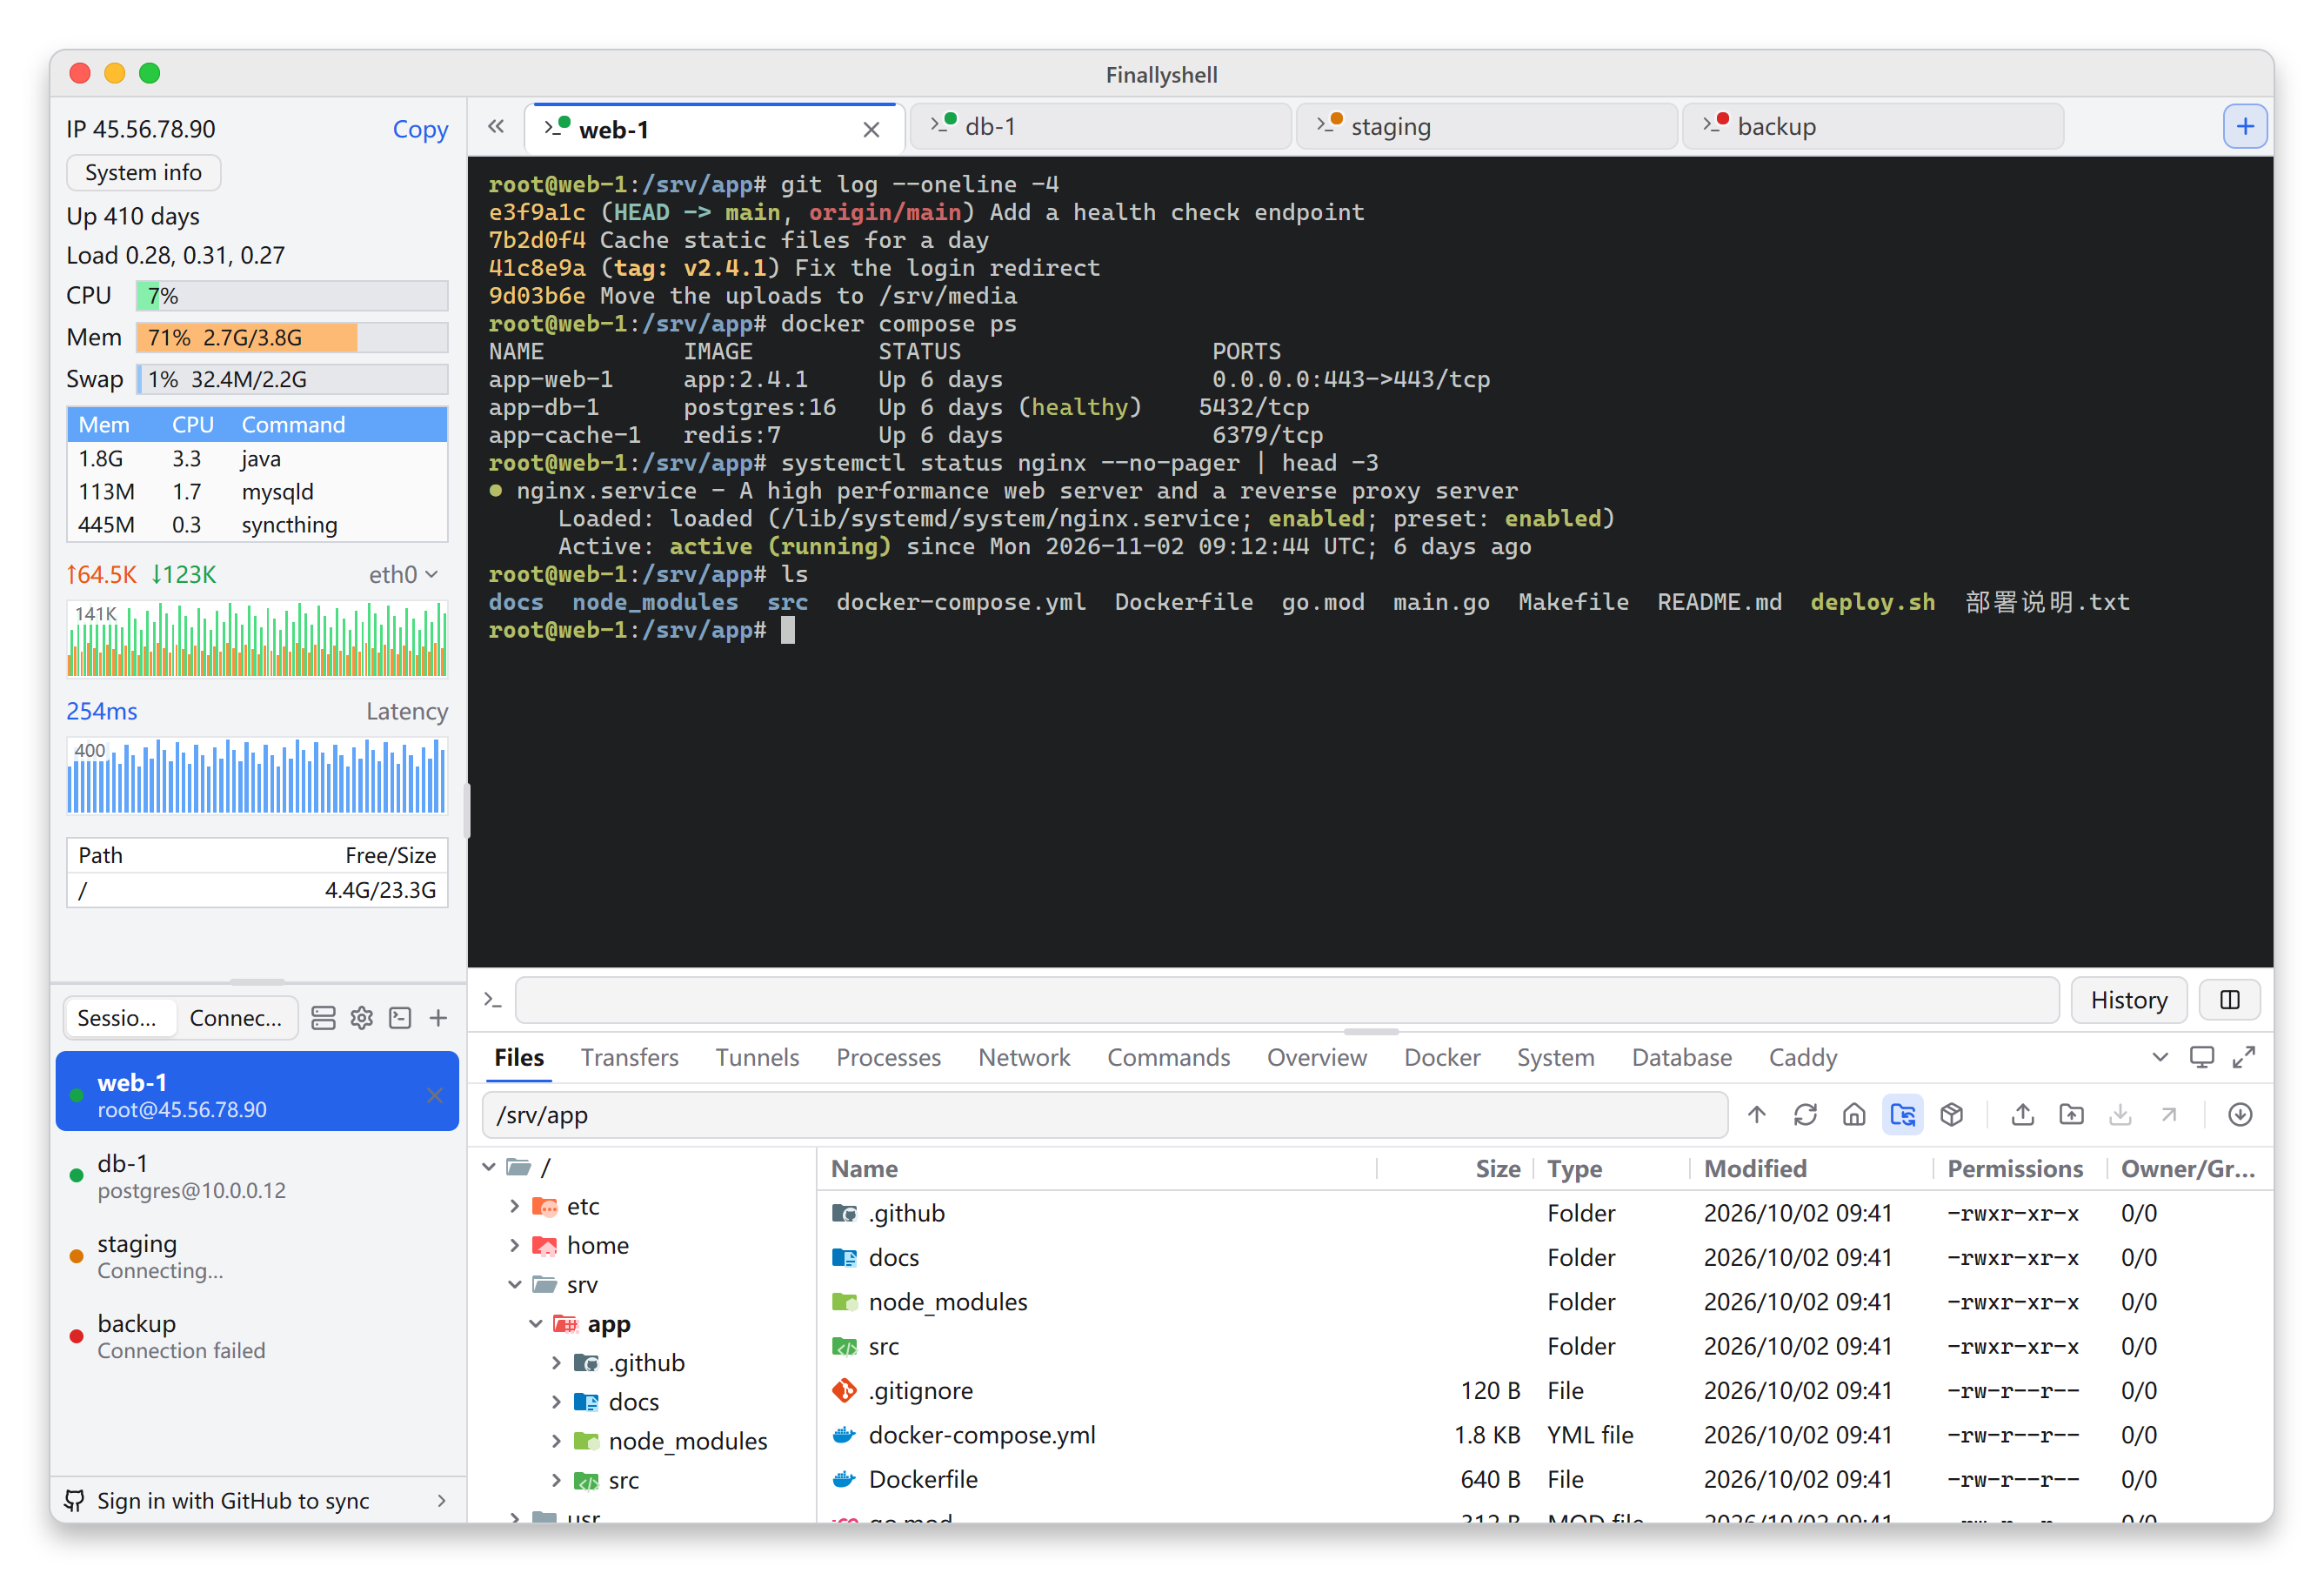 Finallyshell
IP 45.56.78.90 Copy
System info
Up 410 days
Load 0.28, 0.31, 0.27
CPU 7%
Mem 71% 2.7G/3.8G
Swap 1% 32.4M/2.2G
Mem CPU Command
1.8G 3.3 java
113M 1.7 mysqld
445M 0.3 syncthing
↑64.5K ↓123K eth0
141K
254ms Latency
400
Path Free/Size
/ 4.4G/23.3G
Sessio... Connec...
web-1
root@45.56.78.90
db-1
postgres@10.0.0.12
staging
Connecting...
backup
Connection failed
Sign in with GitHub to sync
web-1 db-1 staging backup
root@web-1:/srv/app# git log --oneline -4
e3f9a1c (HEAD -> main, origin/main) Add a health check endpoint
7b2d0f4 Cache static files for a day
41c8e9a (tag: v2.4.1) Fix the login redirect
9d03b6e Move the uploads to /srv/media
root@web-1:/srv/app# docker compose ps
NAME IMAGE STATUS PORTS
app-web-1 app:2.4.1 Up 6 days 0.0.0.0:443->443/tcp
app-db-1 postgres:16 Up 6 days (healthy) 5432/tcp
app-cache-1 redis:7 Up 6 days 6379/tcp
root@web-1:/srv/app# systemctl status nginx --no-pager | head -3
● nginx.service - A high performance web server and a reverse proxy server
Loaded: loaded (/lib/systemd/system/nginx.service; enabled; preset: enabled)
Active: active (running) since Mon 2026-11-02 09:12:44 UTC; 6 days ago
root@web-1:/srv/app# ls
docs node_modules src docker-compose.yml Dockerfile go.mod main.go Makefile README.md deploy.sh 部署说明.txt
root@web-1:/srv/app#
History
Files Transfers Tunnels Processes Network Commands Overview Docker System Database Caddy
/srv/app
/
etc
home
srv
app
.github
docs
node_modules
src
usr
Name Size Type Modified Permissions Owner/Gr...
.github Folder 2026/10/02 09:41 -rwxr-xr-x 0/0
docs Folder 2026/10/02 09:41 -rwxr-xr-x 0/0
node_modules Folder 2026/10/02 09:41 -rwxr-xr-x 0/0
src Folder 2026/10/02 09:41 -rwxr-xr-x 0/0
.gitignore 120 B File 2026/10/02 09:41 -rw-r--r-- 0/0
docker-compose.yml 1.8 KB YML file 2026/10/02 09:41 -rw-r--r-- 0/0
Dockerfile 640 B File 2026/10/02 09:41 -rw-r--r-- 0/0
go.mod 312 B MOD file 2026/10/02 09:41 -rw-r--r-- 0/0